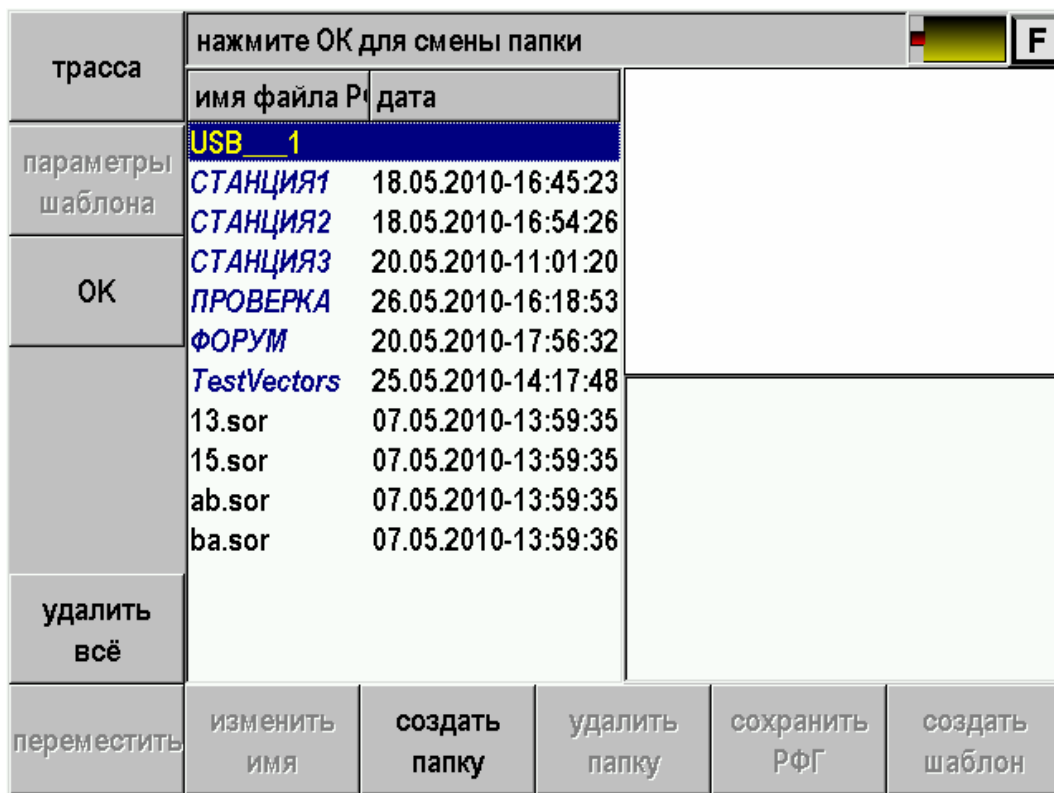 трасса
нажмите ОК для смены папки
F
имя файла РФ дата
USB___1
СТАНЦИЯ1 18.05.2010-16:45:23
СТАНЦИЯ2 18.05.2010-16:54:26
СТАНЦИЯ3 20.05.2010-11:01:20
ПРОВЕРКА 26.05.2010-16:18:53
ФОРУМ 20.05.2010-17:56:32
TestVectors 25.05.2010-14:17:48
13.sor 07.05.2010-13:59:35
15.sor 07.05.2010-13:59:35
ab.sor 07.05.2010-13:59:35
ba.sor 07.05.2010-13:59:36
параметры
шаблона
ОК
удалить
всё
переместить
изменить
имя
создать
папку
удалить
папку
сохранить
РФГ
создать
шаблон